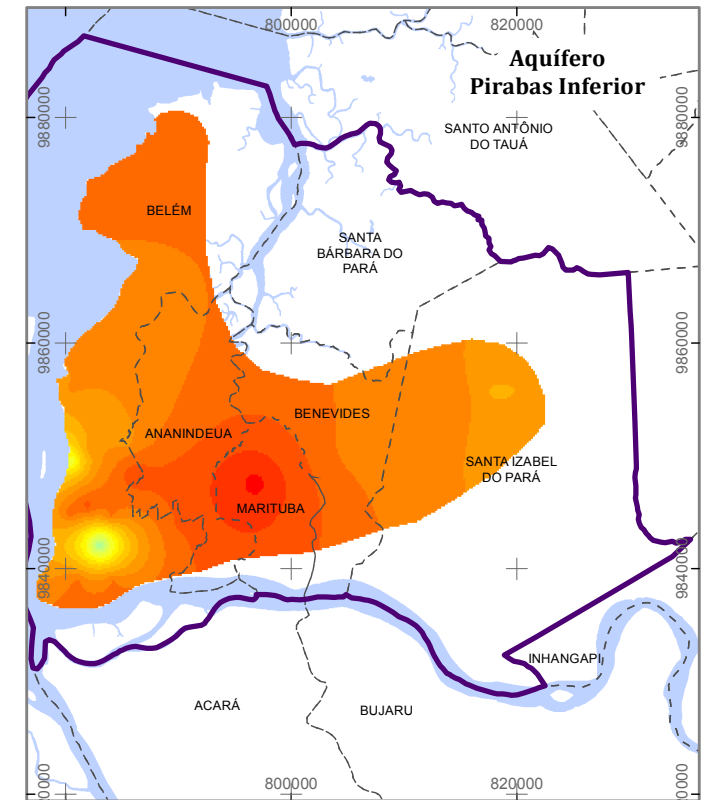 800000
820000
Aquífero
Pirabas Inferior
9880000
9880000
SANTO ANTÔNIO
DO TAUÁ
BELÉM
SANTA
BÁRBARA DO
PARÁ
9860000
9860000
BENEVIDES
ANANINDEUA
SANTA IZABEL
DO PARÁ
MARITUBA
9840000
9840000
INHANGAPI
ACARÁ
BUJARU
800000
820000